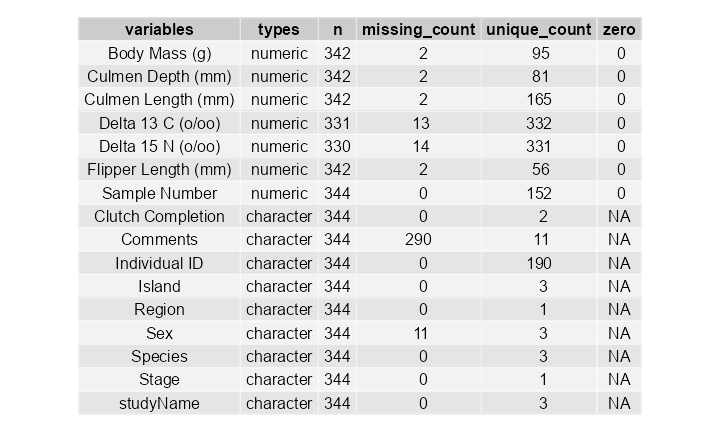 variables types n missing_count unique_count zero
Body Mass (g) numeric 342 2 95 0
Culmen Depth (mm) numeric 342 2 81 0
Culmen Length (mm) numeric 342 2 165 0
Delta 13 C (o/oo) numeric 331 13 332 0
Delta 15 N (o/oo) numeric 330 14 331 0
Flipper Length (mm) numeric 342 2 56 0
Sample Number numeric 344 0 152 0
Clutch Completion character 344 0 2 NA
Comments character 344 290 11 NA
Individual ID character 344 0 190 NA
Island character 344 0 3 NA
Region character 344 0 1 NA
Sex character 344 11 3 NA
Species character 344 0 3 NA
Stage character 344 0 1 NA
studyName character 344 0 3 NA